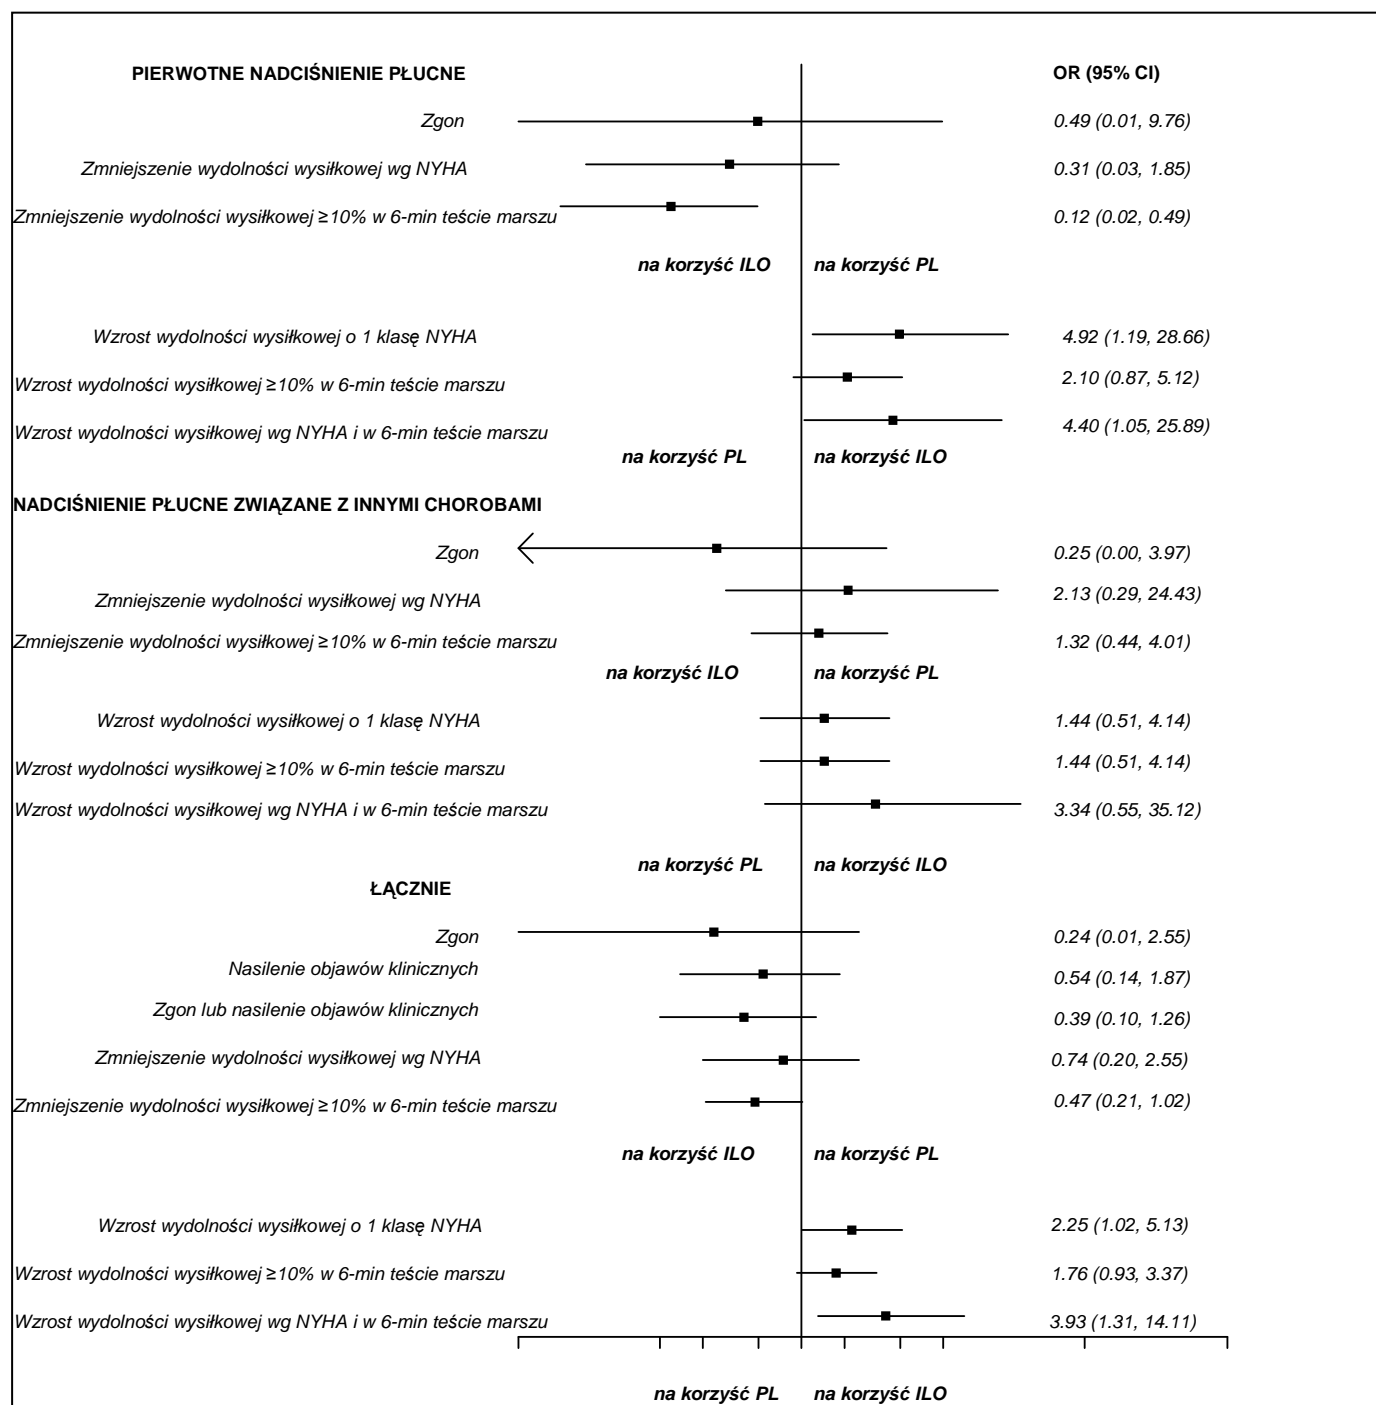 PIERWOTNE NADCIŚNIENIE PŁUCNE OR (95% CI)
Zgon 0.49 (0.01, 9.76)
Zmniejszenie wydolności wysiłkowej wg NYHA 0.31 (0.03, 1.85)
Zmniejszenie wydolności wysiłkowej ≥10% w 6-min teście marszu 0.12 (0.02, 0.49)
na korzyść ILO na korzyść PL
Wzrost wydolności wysiłkowej o 1 klasę NYHA 4.92 (1.19, 28.66)
Wzrost wydolności wysiłkowej ≥10% w 6-min teście marszu 2.10 (0.87, 5.12)
Wzrost wydolności wysiłkowej wg NYHA i w 6-min teście marszu 4.40 (1.05, 25.89)
na korzyść PL na korzyść ILO
NADCIŚNIENIE PŁUCNE ZWIĄZANE Z INNYMI CHOROBAMI
Zgon 0.25 (0.00, 3.97)
Zmniejszenie wydolności wysiłkowej wg NYHA 2.13 (0.29, 24.43)
Zmniejszenie wydolności wysiłkowej ≥10% w 6-min teście marszu 1.32 (0.44, 4.01)
na korzyść ILO na korzyść PL
Wzrost wydolności wysiłkowej o 1 klasę NYHA 1.44 (0.51, 4.14)
Wzrost wydolności wysiłkowej ≥10% w 6-min teście marszu 1.44 (0.51, 4.14)
Wzrost wydolności wysiłkowej wg NYHA i w 6-min teście marszu 3.34 (0.55, 35.12)
na korzyść PL na korzyść ILO
ŁĄCZNIE
Zgon 0.24 (0.01, 2.55)
Nasilenie objawów klinicznych 0.54 (0.14, 1.87)
Zgon lub nasilenie objawów klinicznych 0.39 (0.10, 1.26)
Zmniejszenie wydolności wysiłkowej wg NYHA 0.74 (0.20, 2.55)
Zmniejszenie wydolności wysiłkowej ≥10% w 6-min teście marszu 0.47 (0.21, 1.02)
na korzyść ILO na korzyść PL
Wzrost wydolności wysiłkowej o 1 klasę NYHA 2.25 (1.02, 5.13)
Wzrost wydolności wysiłkowej ≥10% w 6-min teście marszu 1.76 (0.93, 3.37)
Wzrost wydolności wysiłkowej wg NYHA i w 6-min teście marszu 3.93 (1.31, 14.11)
na korzyść PL na korzyść ILO